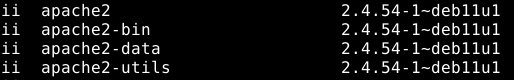 ii  apache2                       2.4.54-1~deb11u1
ii  apache2-bin                   2.4.54-1~deb11u1
ii  apache2-data                  2.4.54-1~deb11u1
ii  apache2-utils                 2.4.54-1~deb11u1